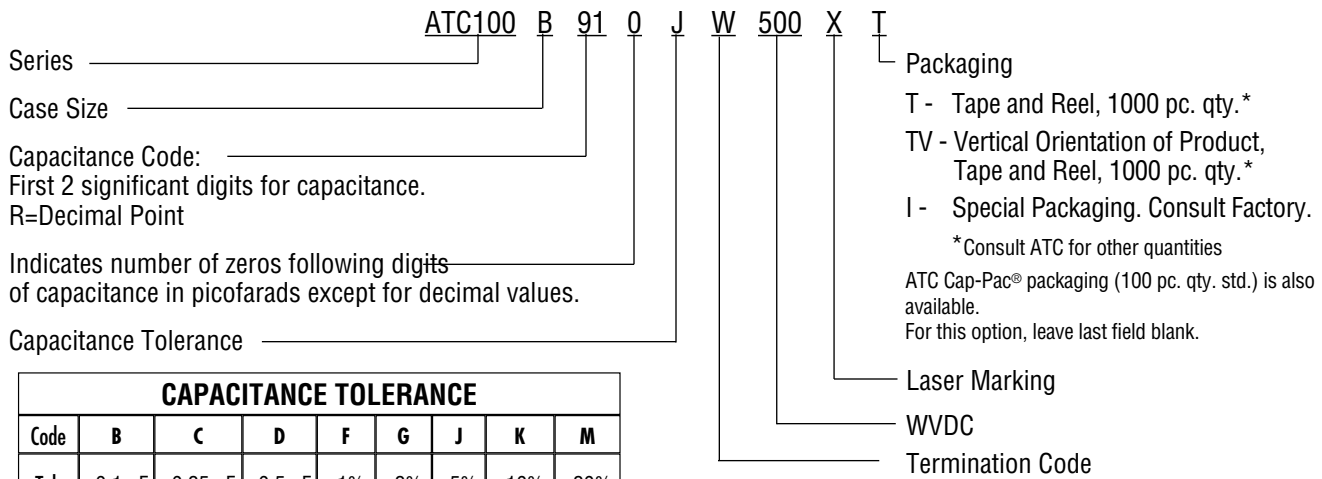 ATC100 B 91 0 J W 500 X T
Series
Case Size
Capacitance Code:
First 2 significant digits for capacitance.
R=Decimal Point
Indicates number of zeros following digits
of capacitance in picofarads except for decimal values.
Capacitance Tolerance
CAPACITANCE TOLERANCE
Code B C D F G J K M
Packaging
T - Tape and Reel, 1000 pc. qty.*
TV - Vertical Orientation of Product,
Tape and Reel, 1000 pc. qty.*
I - Special Packaging. Consult Factory.
*Consult ATC for other quantities
ATC Cap-Pac® packaging (100 pc. qty. std.) is also
available.
For this option, leave last field blank.
Laser Marking
WVDC
Termination Code